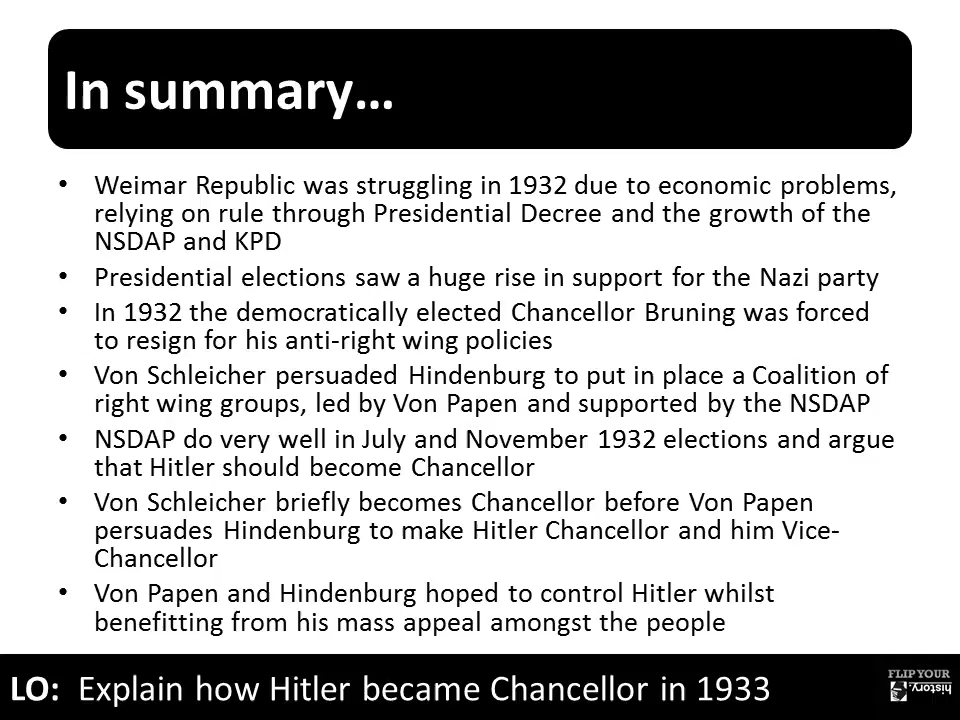 In summary…
• Weimar Republic was struggling in 1932 due to economic problems,
relying on rule through Presidential Decree and the growth of the
NSDAP and KPD
• Presidential elections saw a huge rise in support for the Nazi party
• In 1932 the democratically elected Chancellor Bruning was forced
to resign for his anti-right wing policies
• Von Schleicher persuaded Hindenburg to put in place a Coalition of
right wing groups, led by Von Papen and supported by the NSDAP
• NSDAP do very well in July and November 1932 elections and argue
that Hitler should become Chancellor
• Von Schleicher briefly becomes Chancellor before Von Papen
persuades Hindenburg to make Hitler Chancellor and him Vice-
Chancellor
• Von Papen and Hindenburg hoped to control Hitler whilst
benefitting from his mass appeal amongst the people
LO: Explain how Hitler became Chancellor in 1933
FLIP YOUR
history.